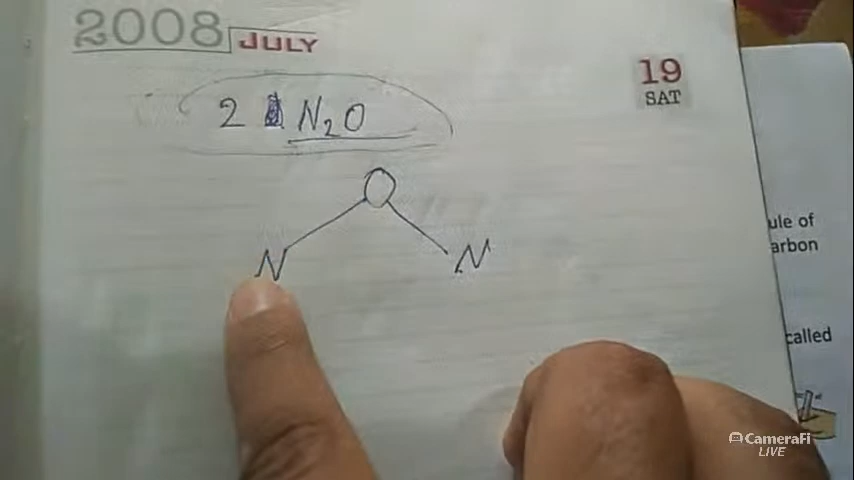 2008 JULY
19
SAT
2 N₂O
O
N N
ule of
arbon
called
CameraFi
LIVE